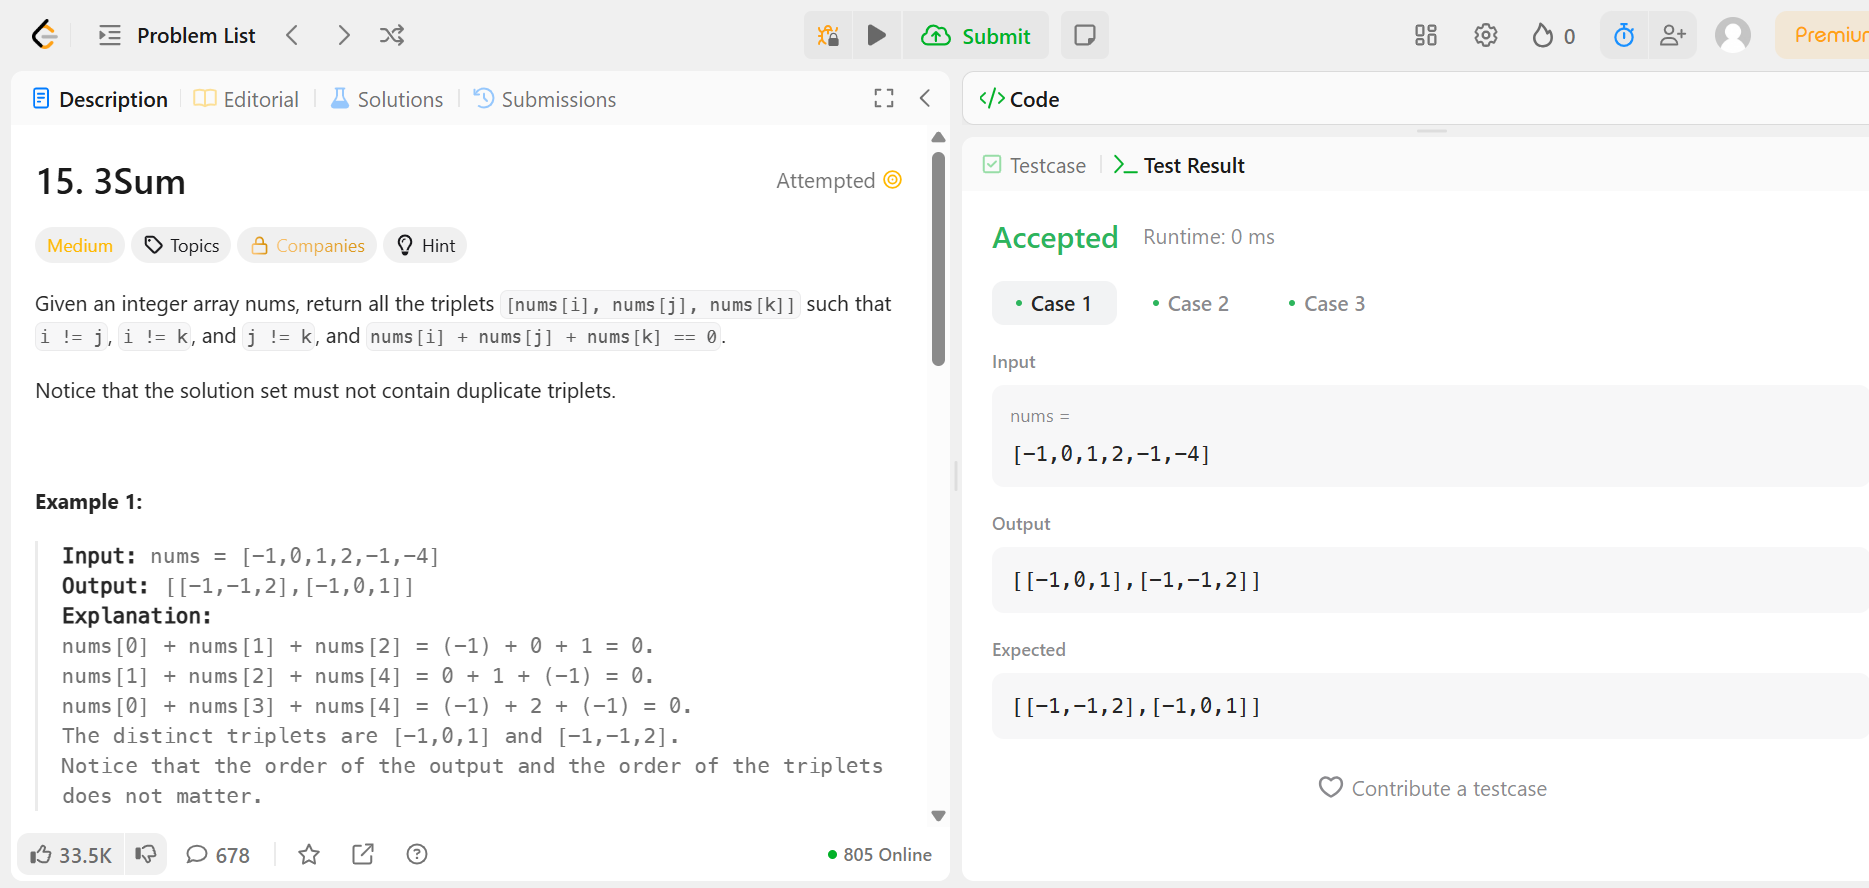 Problem List
Submit
0
Premium
Description
Editorial
Solutions
Submissions
15. 3Sum
Attempted
Medium
Topics
Companies
Hint
Given an integer array nums, return all the triplets [nums[i], nums[j], nums[k]] such that
i != j, i != k, and j != k, and nums[i] + nums[j] + nums[k] == 0.
Notice that the solution set must not contain duplicate triplets.
Example 1:
Input: nums = [-1,0,1,2,-1,-4]
Output: [[-1,-1,2],[-1,0,1]]
Explanation:
nums[0] + nums[1] + nums[2] = (-1) + 0 + 1 = 0.
nums[1] + nums[2] + nums[4] = 0 + 1 + (-1) = 0.
nums[0] + nums[3] + nums[4] = (-1) + 2 + (-1) = 0.
The distinct triplets are [-1,0,1] and [-1,-1,2].
Notice that the order of the output and the order of the triplets
does not matter.
33.5K
678
805 Online
</> Code
Testcase
Test Result
Accepted
Runtime: 0 ms
Case 1
Case 2
Case 3
Input
nums =
[-1,0,1,2,-1,-4]
Output
[[-1,0,1],[-1,-1,2]]
Expected
[[-1,-1,2],[-1,0,1]]
Contribute a testcase